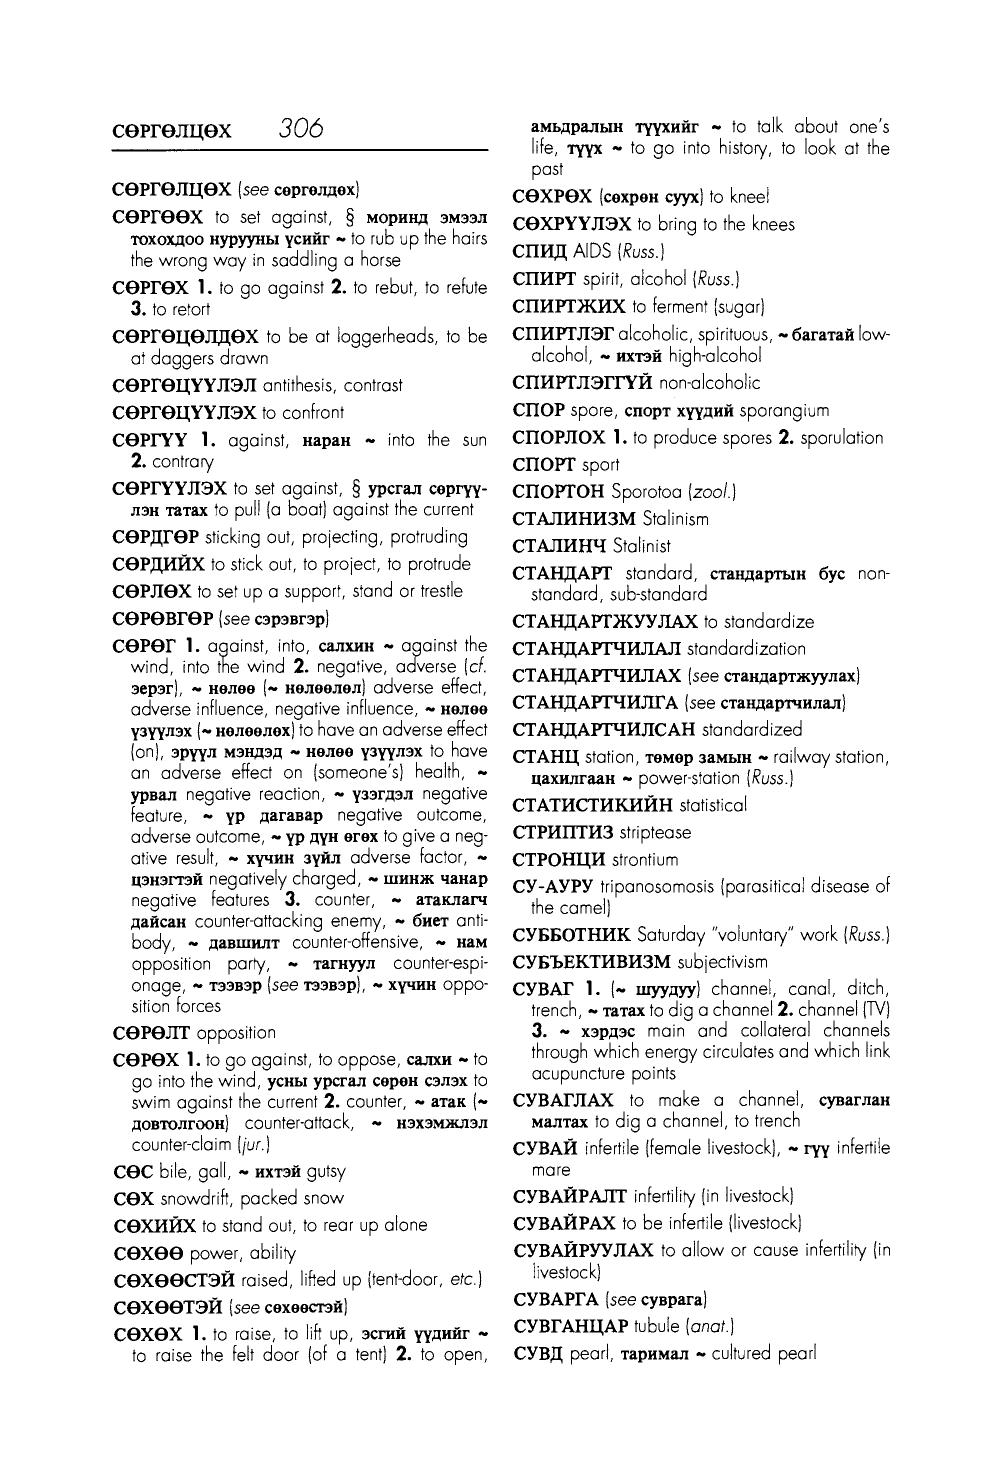 СӨРГӨЛЦӨХ 306
СӨРГӨЛЦӨХ (see сөргөлдөх)
СӨРГӨӨХ to set against, § моринд эмээл
тохохдоо нурууны үсийг ~ to rub up the hairs
the wrong way in saddling a horse
СӨРГӨХ 1. to go against 2. to rebut, to refute
3. to retort
СӨРГӨЦӨЛДӨХ to be at loggerheads, to be
at daggers drawn
СӨРГӨЦҮҮЛЭЛ antithesis, contrast
СӨРГӨЦҮҮЛЭХ to confront
СӨРГҮҮ 1. against, наран ~ into the sun
2. contrary
СӨРГҮҮЛЭХ to set against, § урсгал сөргүү-
лэн татах to pull (a boat) against the current
СӨРДГӨР sticking out, projecting, protruding
СӨРДИЙХ to stick out, to project, to protrude
СӨРЛӨХ to set up a support, stand or trestle
СӨРӨВГӨР (see сэрэвгэр)
СӨРӨГ 1. against, into, салхин ~ against the
wind, into the wind 2. negative, adverse (cf.
эерэг), ~ нөлөө (~ нөлөөлөл) adverse effect,
adverse influence, negative influence, ~ нөлөө
үзүүлэх (~ нөлөөлөх) to have an adverse effect
(on), эрүүл мэндэд ~ нөлөө үзүүлэх to have
an adverse effect on (someone's) health, ~
урвал negative reaction, ~ үзэгдэл negative
feature, ~ үр дагавар negative outcome,
adverse outcome, ~ үр дүн өгөх to give a neg-
ative result, ~ хүчин зүйл adverse factor, ~
цэнэгтэй negatively charged, ~ шинж чанар
negative features 3. counter, ~ атаклагч
дайсан counter-attacking enemy, ~ биет anti-
body, ~ давшилт counter-offensive, ~ нам
opposition party, ~ тагнуул counter-espi-
onage, ~ тээвэр (see тээвэр), ~ хүчин oppo-
sition forces
СӨРӨЛТ opposition
СӨРӨХ 1. to go against, to oppose, салхи ~ to
go into the wind, усны урсгал сөрөн сэлэх to
swim against the current 2. counter, ~ атак (~
довтолгоон) counter-attack, ~ нэхэмжлэл
counter-claim (jur.)
СӨС bile, gall, ~ ихтэй gutsy
СӨХ snowdrift, packed snow
СӨХИЙХ to stand out, to rear up alone
СӨХӨӨ power, ability
СӨХӨӨСТЭЙ raised, lifted up (tent-door, etc.)
СӨХӨӨТЭЙ (see сөхөөстэй)
СӨХӨХ 1. to raise, to lift up, эсгий үүдийг ~
to raise the felt door (of a tent) 2. to open,
амьдралын түүхийг ~ to talk about one's
life, түүх ~ to go into history, to look at the
past
СӨХРӨХ (сөхрөн суух) to kneel
СӨХРҮҮЛЭХ to bring to the knees
СПИД AIDS (Russ.)
СПИРТ spirit, alcohol (Russ.)
СПИРТЖИХ to ferment (sugar)
СПИРТЛЭГ alcoholic, spirituous, ~ багатай low-
alcohol, ~ ихтэй high-alcohol
СПИРТЛЭГГҮЙ non-alcoholic
СПОР spore, спорт хүүдий sporangium
СПОРЛОХ 1. to produce spores 2. sporulation
СПОРТ sport
СПОРТОН Sporotoa (zool.)
СТАЛИНИЗМ Stalinism
СТАЛИНЧ Stalinist
СТАНДАРТ standard, стандартын бус non-
standard, sub-standard
СТАНДАРТЖУУЛАХ to standardize
СТАНДАРТЧИЛАЛ standardization
СТАНДАРТЧИЛАХ (see стандартжуулах)
СТАНДАРТЧИЛГА (see стандартчилал)
СТАНДАРТЧИЛСАН standardized
СТАНЦ station, төмөр замын ~ railway station,
цахилгаан ~ power-station (Russ.)
СТАТИСТИКИЙН statistical
СТРИПТИЗ striptease
СТРОНЦИ strontium
СУ-АУРУ tripanosomosis (parasitical disease of
the camel)
СУББОТНИК Saturday "voluntary" work (Russ.)
СУБЪЕКТИВИЗМ subjectivism
СУВАГ 1. (~ шуудуу) channel, canal, ditch,
trench, ~ татах to dig a channel 2. channel (TV)
3. ~ хэрдэс main and collateral channels
through which energy circulates and which link
acupuncture points
СУВАГЛАХ to make a channel, суваглан
малтах to dig a channel, to trench
СУВАЙ infertile (female livestock), ~ гүү infertile
mare
СУВАЙРАЛТ infertility (in livestock)
СУВАЙРАХ to be infertile (livestock)
СУВАЙРУУЛАХ to allow or cause infertility (in
livestock)
СУВАРГА (see суврага)
СУВГАНЦАР tubule (anat.)
СУВД pearl, таримал ~ cultured pearl